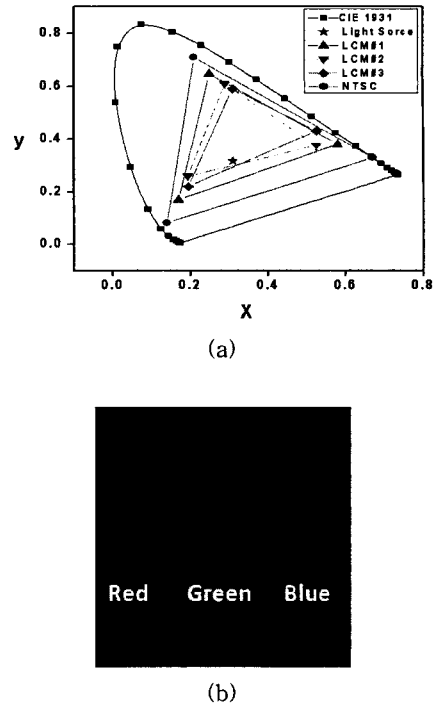 CIE 1931
Light Sorce
LCM#1
LCM#2
LCM#3
NTSC
0.8
0.6
0.4
0.2
0.0
y
0.0 0.2 0.4 0.6 0.8
X
(a)
Red Green Blue
(b)